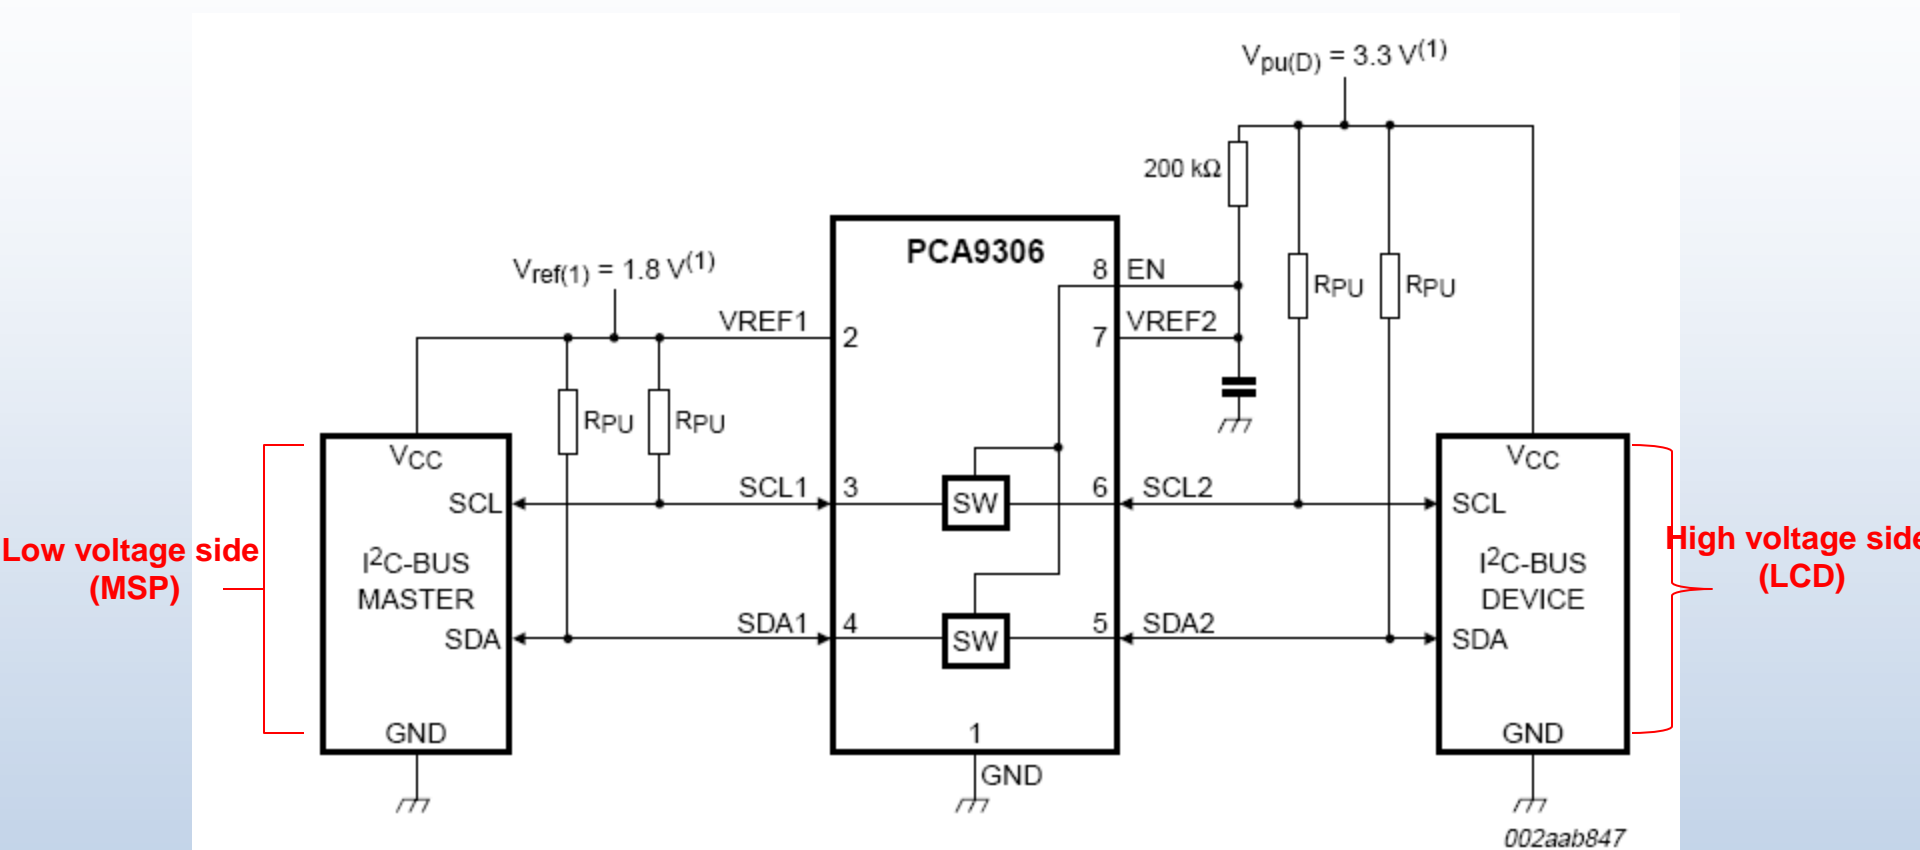 V_pu(D) = 3.3 V(1)
200 kΩ
PCA9306
V_ref(1) = 1.8 V(1)
8 EN
RPU RPU
VREF1 2
7 VREF2
RPU RPU
VCC
VCC
SCL
SCL1 3
SW
6 SCL2
SCL
Low voltage side
(MSP)
High voltage side
(LCD)
I2C-BUS
MASTER
I2C-BUS
DEVICE
SDA
SDA1 4
SW
5 SDA2
SDA
GND
1
GND
GND
002aab847